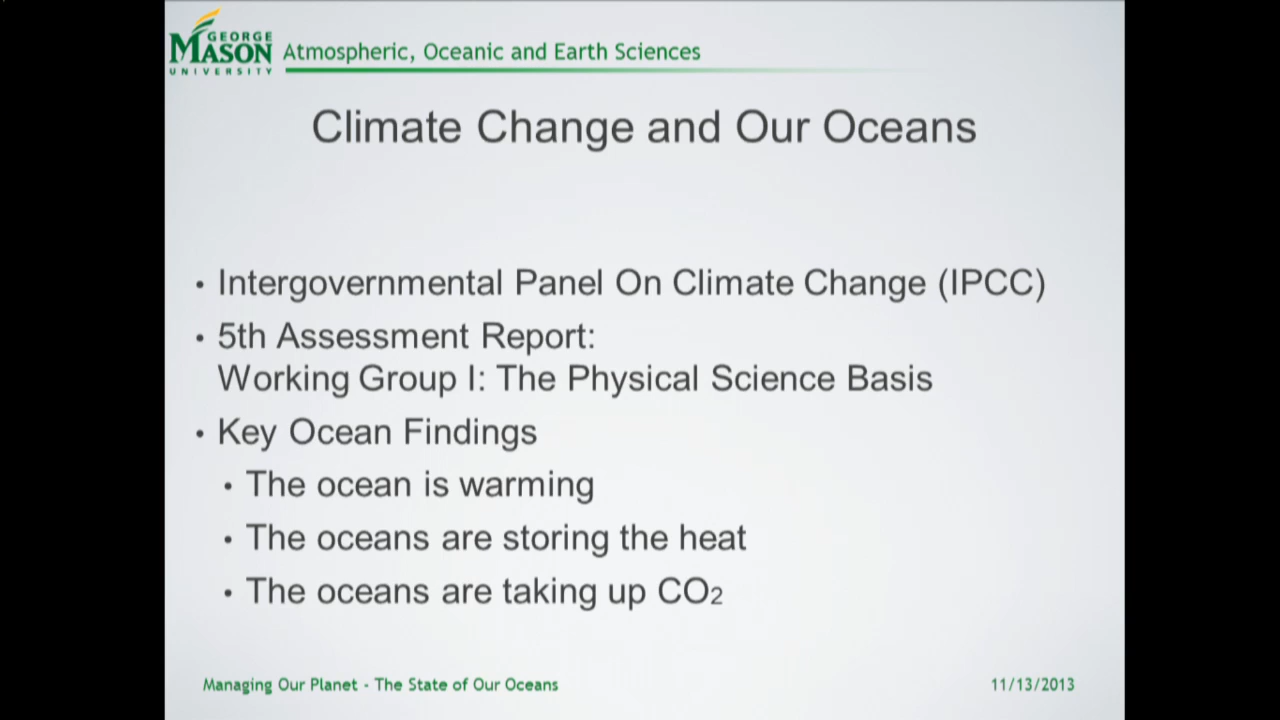 GEORGE
MASON
UNIVERSITY
Atmospheric, Oceanic and Earth Sciences
Climate Change and Our Oceans
• Intergovernmental Panel On Climate Change (IPCC)
• 5th Assessment Report:
Working Group I: The Physical Science Basis
• Key Ocean Findings
• The ocean is warming
• The oceans are storing the heat
• The oceans are taking up CO₂
Managing Our Planet - The State of Our Oceans
11/13/2013